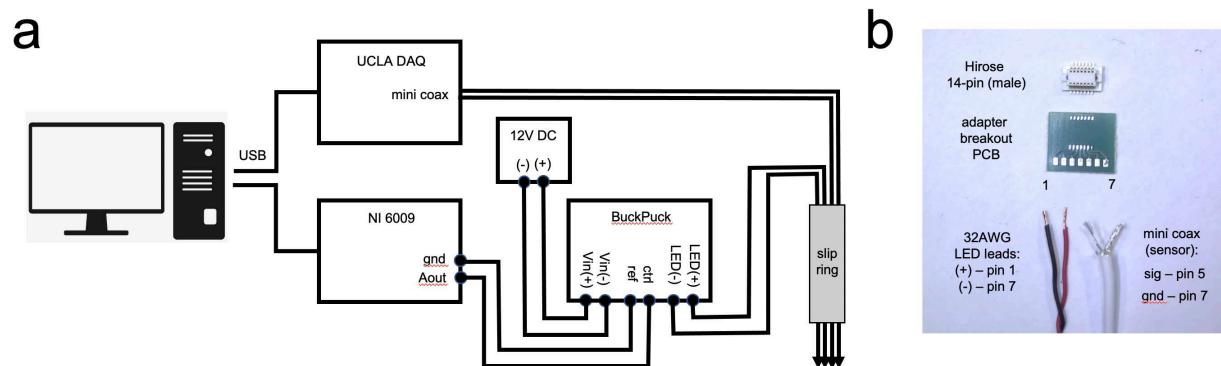 a
UCLA DAQ
mini coax
USB
12V DC
(-) (+)
NI 6009
gnd
Aout
BuckPuck
Vin(+)
Vin(-)
ref
ctrl
LED(-)
LED(+)
slip
ring
b
Hirose
14-pin (male)
adapter
breakout
PCB
1 7
32AWG
LED leads:
(+) – pin 1
(-) – pin 7
mini coax
(sensor):
sig – pin 5
gnd – pin 7